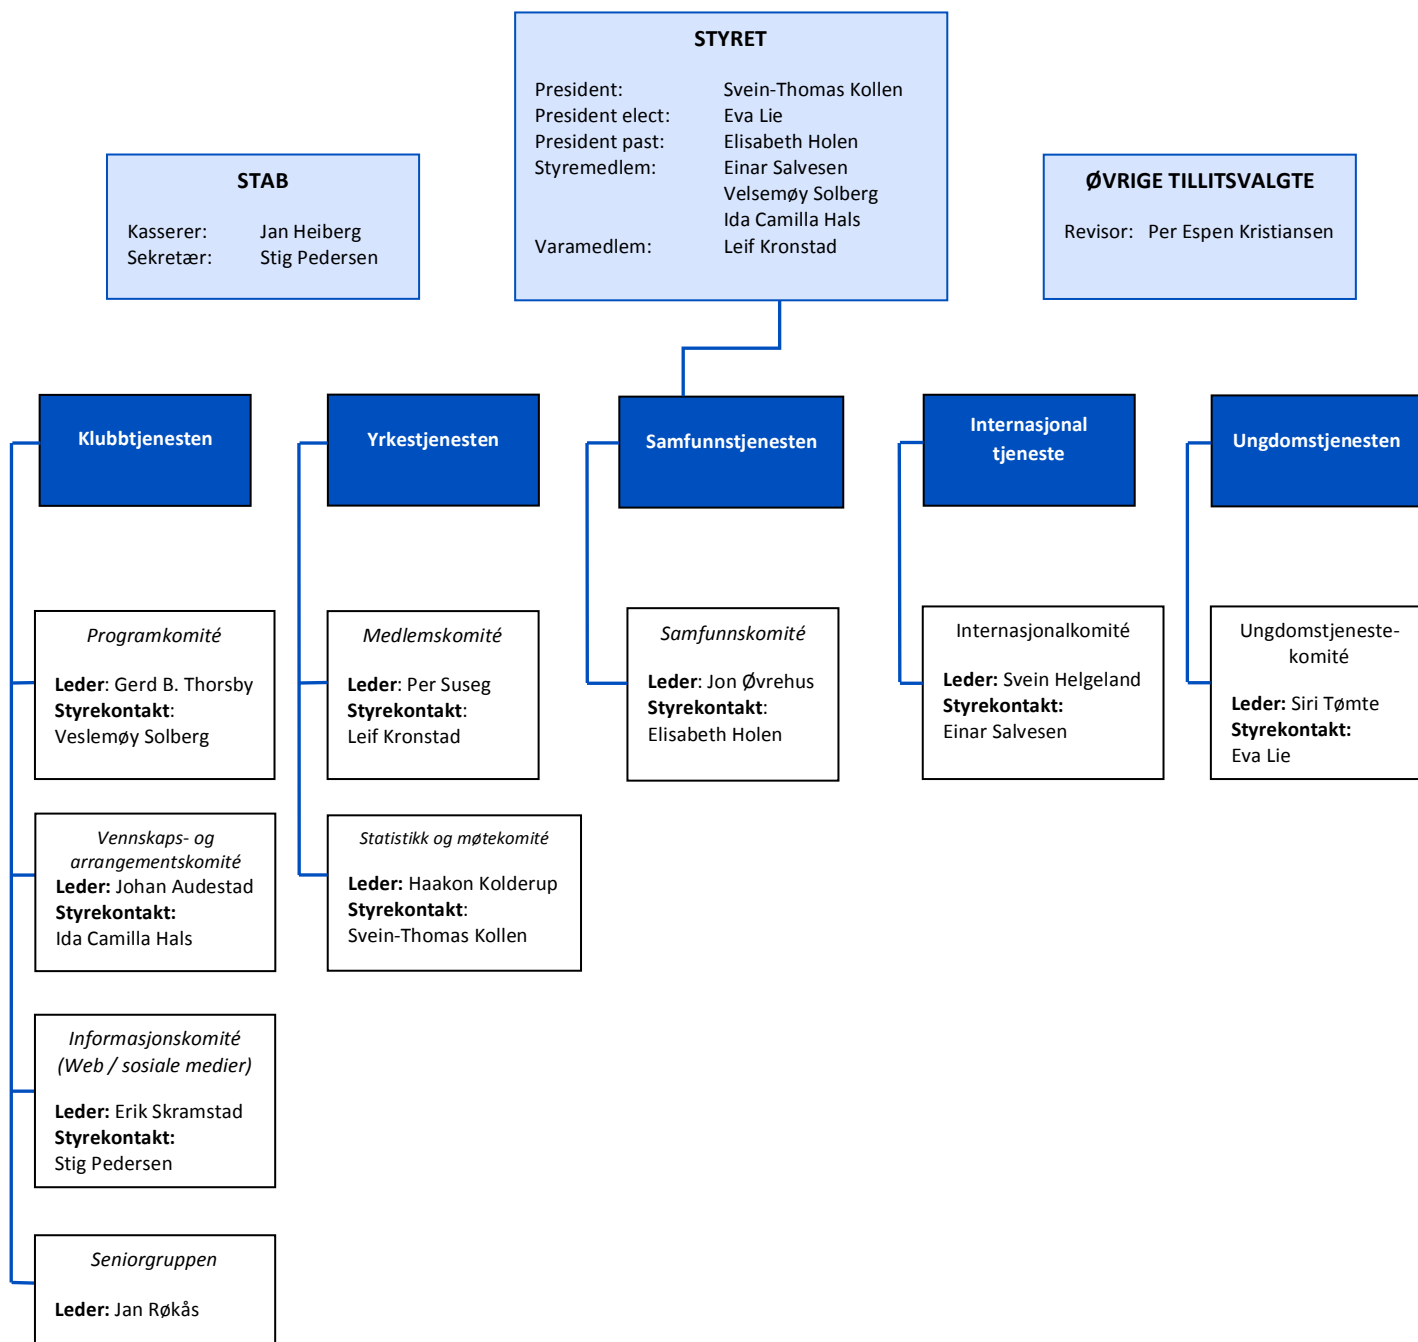 STYRET
President: Svein-Thomas Kollen
President elect: Eva Lie
President past: Elisabeth Holen
Styremedlem: Einar Salvesen
Velsemøy Solberg
Ida Camilla Hals
Varamedlem: Leif Kronstad
STAB
Kasserer: Jan Heiberg
Sekretær: Stig Pedersen
ØVRIGE TILLITSVALGTE
Revisor: Per Espen Kristiansen
Klubbtjenesten
Yrkestjenesten
Samfunnstjenesten
Internasjonal
tjeneste
Ungdomstjenesten
Programkomité
Leder: Gerd B. Thorsby
Styrekontakt:
Veslemøy Solberg
Medlemskomité
Leder: Per Suseg
Styrekontakt:
Leif Kronstad
Samfunnskomité
Leder: Jon Øvrehus
Styrekontakt:
Elisabeth Holen
Internasjonalkomité
Leder: Svein Helgeland
Styrekontakt:
Einar Salvesen
Ungdomstjeneste-
komité
Leder: Siri Tømte
Styrekontakt:
Eva Lie
Vennskaps- og
arrangementskomité
Leder: Johan Audestad
Styrekontakt:
Ida Camilla Hals
Statistikk og møtekomité
Leder: Haakon Kolderup
Styrekontakt:
Svein-Thomas Kollen
Informasjonskomité
(Web / sosiale medier)
Leder: Erik Skramstad
Styrekontakt:
Stig Pedersen
Seniorgruppen
Leder: Jan Røkås